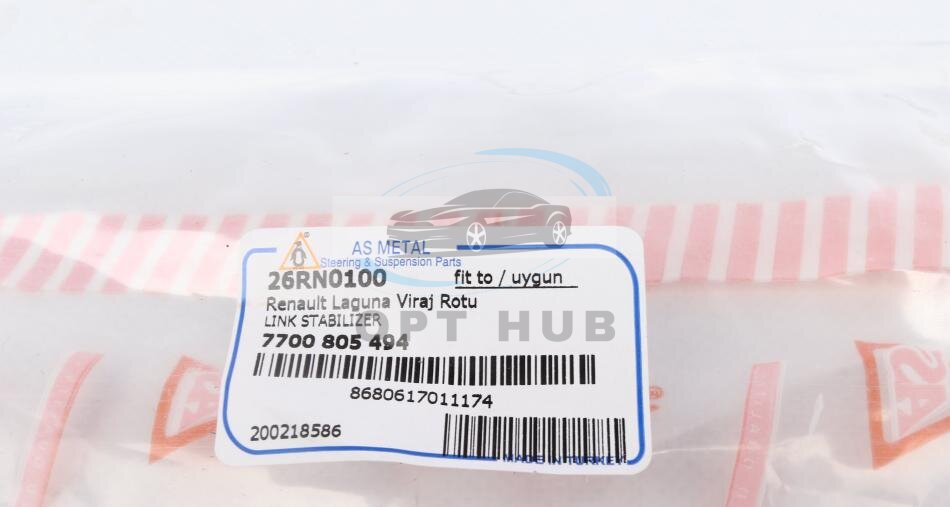 AS METAL
Steering & Suspension Parts
26RN0100 fit to / uygun
Renault Laguna Viraj Rotu
LINK STABILIZER
OPT HUB
7700 805 494
8680617011174
200218586
MADE IN TURKEY